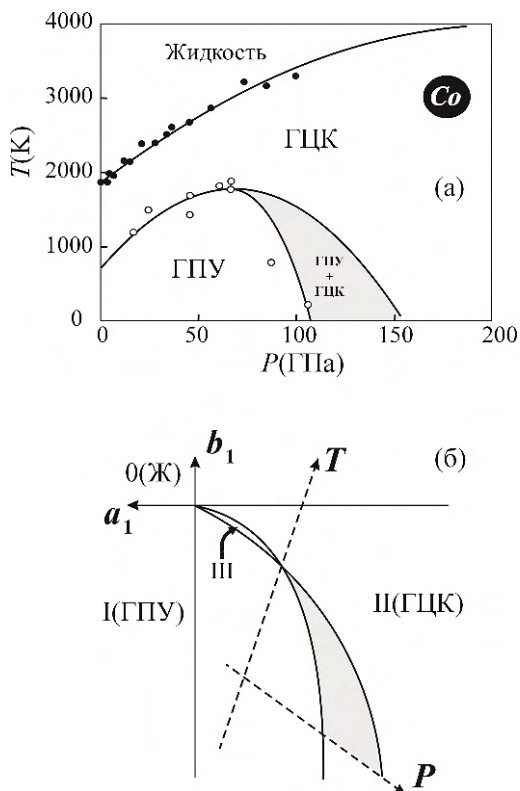 4000
Жидкость
3000
Co
T(K)
ГЦК
2000
(а)
1000
ГПУ
ГПУ
+
ГЦК
0
0
50
100
150
200
P(ГПа)
b1
0(Ж)
T
(б)
a1
III
I(ГПУ)
II(ГЦК)
P